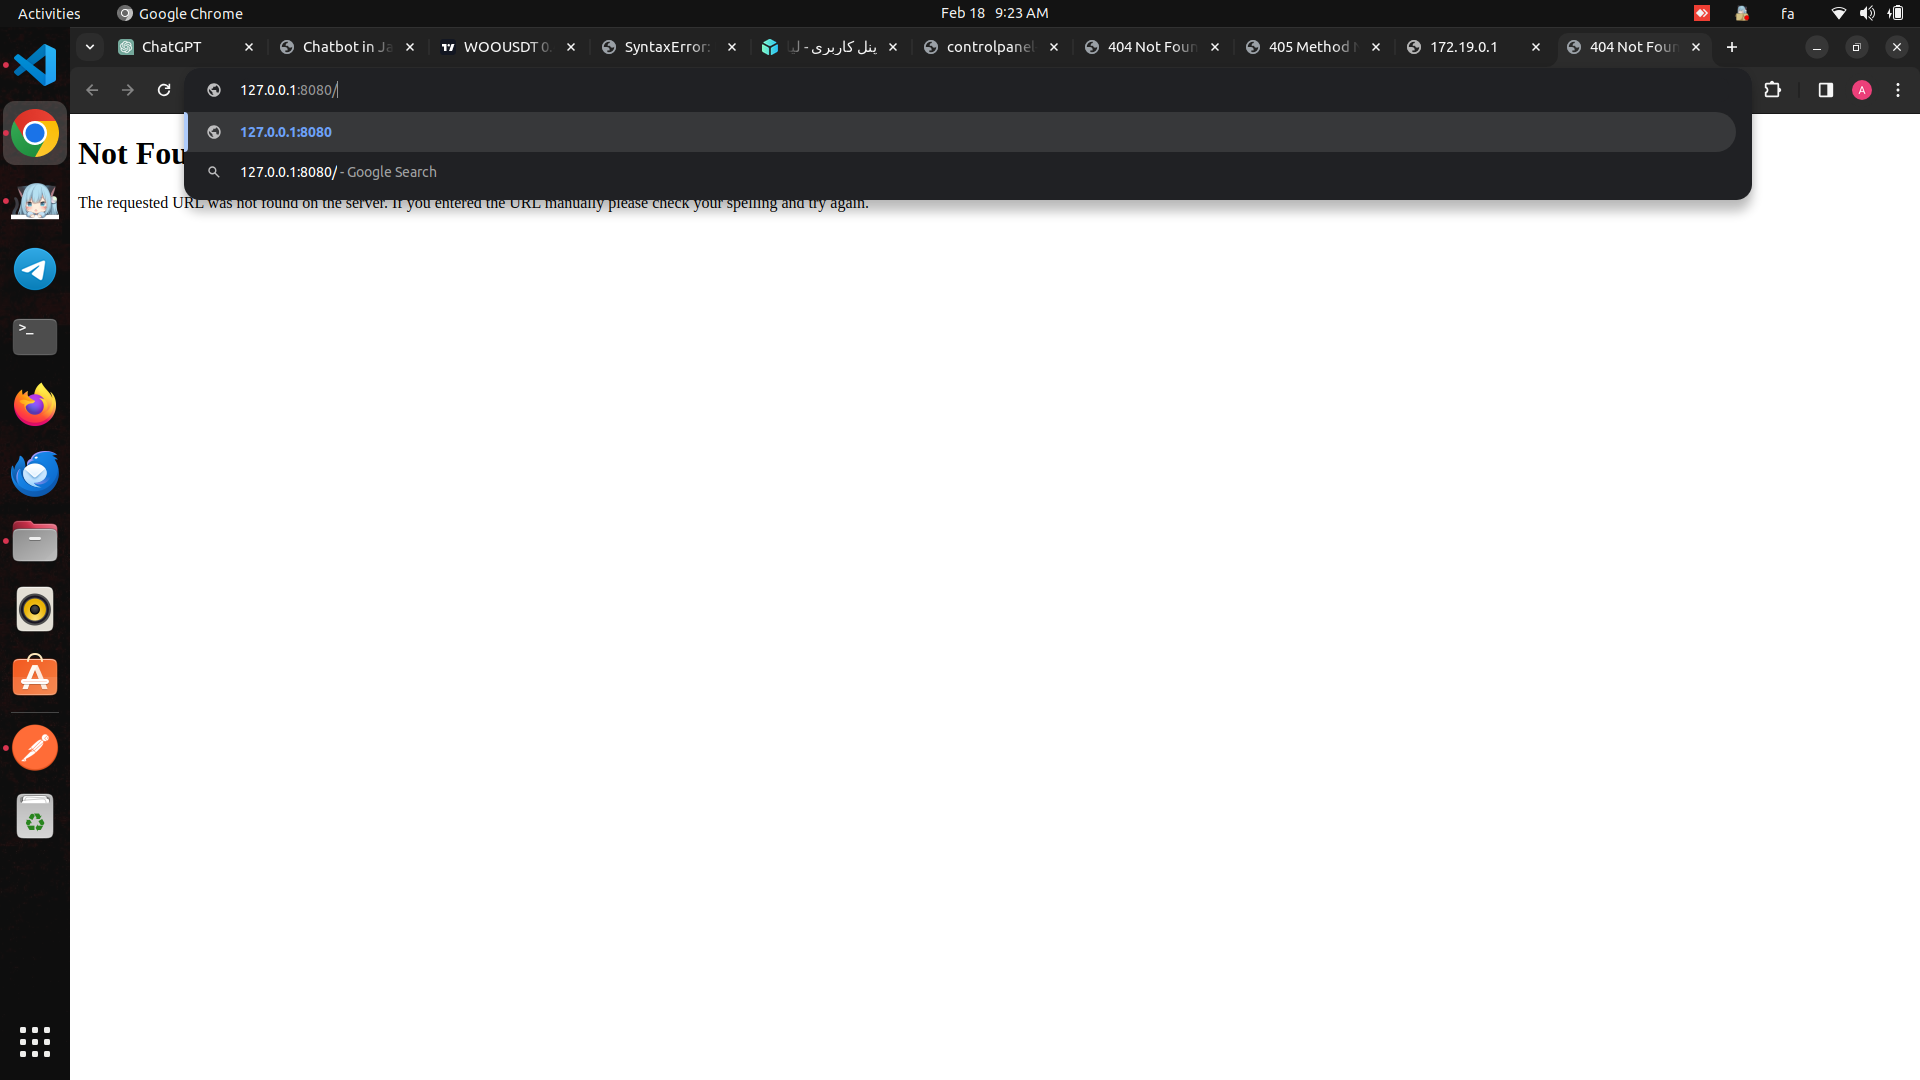 Activities Google Chrome Feb 18 9:23 AM fa
ChatGPT Chatbot in Ja WOOUSDT 0. SyntaxError: پنل کاربری - لیا controlpanel 404 Not Foun 405 Method N 172.19.0.1 404 Not Foun
127.0.0.1:8080/ A
127.0.0.1:8080
Not Fou
127.0.0.1:8080/ - Google Search
The requested URL was not found on the server. If you entered the URL manually please check your spelling and try again.
>_